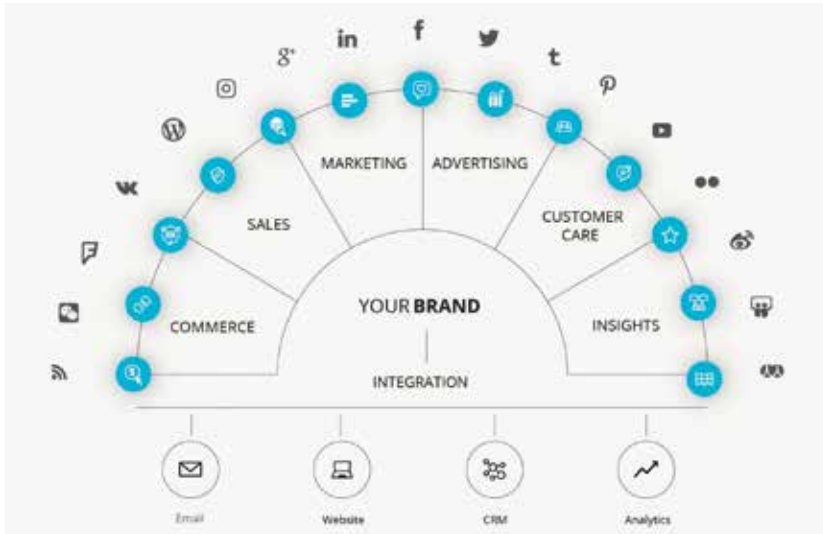 MARKETING
ADVERTISING
SALES
CUSTOMER
CARE
COMMERCE
INSIGHTS
YOUR BRAND
INTEGRATION
Email
Website
CRM
Analytics